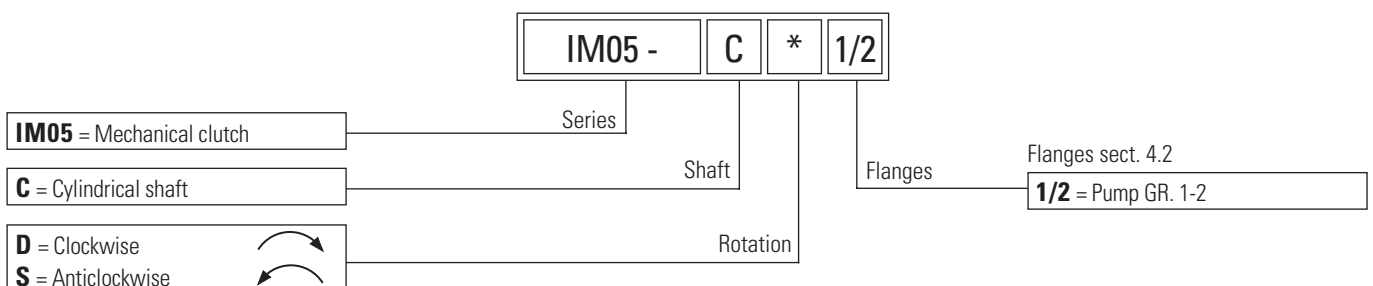 IM05 - C * 1/2
Series
IM05 = Mechanical clutch
Shaft
C = Cylindrical shaft
Rotation
D = Clockwise
S = Anticlockwise
Flanges
Flanges sect. 4.2
1/2 = Pump GR. 1-2